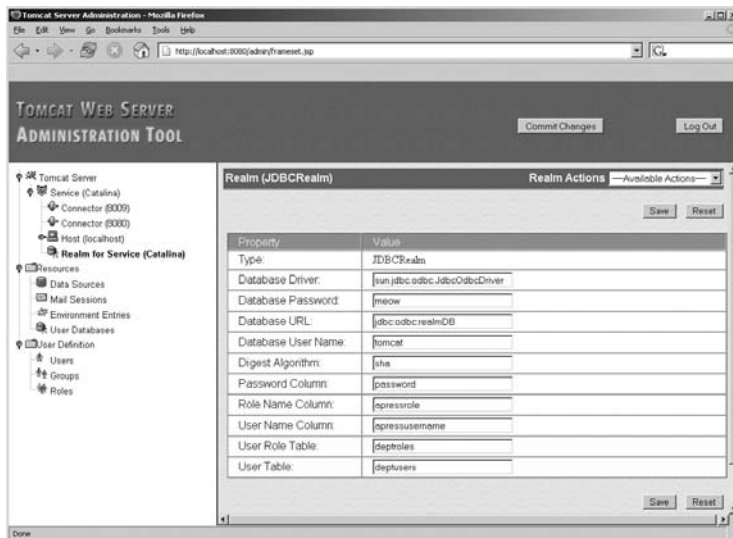 Tomcat Server Administration - Mozilla Firefox
File Edit View Go Bookmarks Tools Help
http://localhost:8080/admin/frameset.jsp
G
TOMCAT WEB SERVER
ADMINISTRATION TOOL
Commit Changes
Log Out
Tomcat Server
Service (Catalina)
Connector (8009)
Connector (8080)
Host (localhost)
Realm for Service (Catalina)
Resources
Data Sources
Mail Sessions
Environment Entries
User Databases
User Definition
Users
Groups
Roles
Realm (JDBCRealm)
Realm Actions ---Available Actions---
Save Reset
Property Value
Type: JDBCRealm
Database Driver: sun.jdbc.odbc.JdbcOdbcDriver
Database Password: meow
Database URL: jdbc:odbc:realmDB
Database User Name: tomcat
Digest Algorithm: sha
Password Column: password
Role Name Column: apressrole
User Name Column: apressusername
User Role Table: deptroles
User Table: deptusers
Save Reset
Done